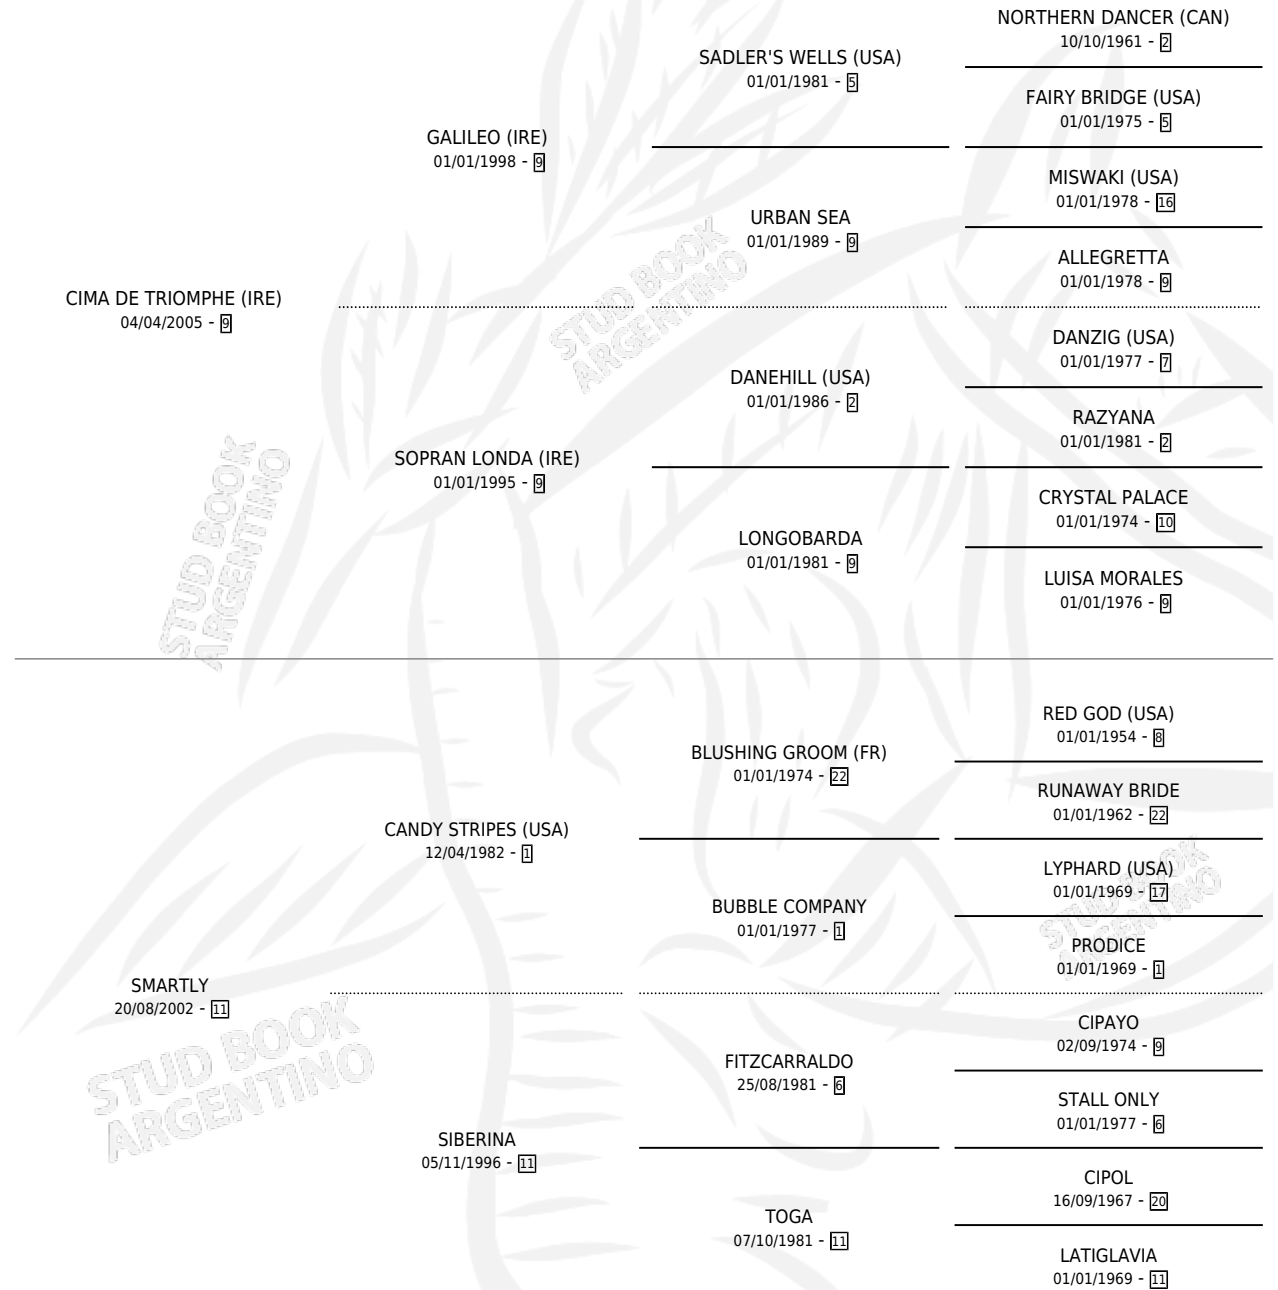 NORTHERN DANCER (CAN)
10/10/1961 - 2
SADLER'S WELLS (USA)
01/01/1981 - 5
FAIRY BRIDGE (USA)
01/01/1975 - 5
GALILEO (IRE)
01/01/1998 - 9
MISWAKI (USA)
01/01/1978 - 16
URBAN SEA
01/01/1989 - 9
ALLEGRETTA
01/01/1978 - 9
CIMA DE TRIOMPHE (IRE)
04/04/2005 - 9
STUD BOOK
ARGENTINO
DANZIG (USA)
01/01/1977 - 7
DANEHILL (USA)
01/01/1986 - 2
RAZYANA
01/01/1981 - 2
SOPRAN LONDA (IRE)
01/01/1995 - 9
CRYSTAL PALACE
01/01/1974 - 10
LONGOBARDA
01/01/1981 - 9
LUISA MORALES
01/01/1976 - 9
STUD BOOK
ARGENTINO
RED GOD (USA)
01/01/1954 - 8
BLUSHING GROOM (FR)
01/01/1974 - 22
RUNAWAY BRIDE
01/01/1962 - 22
CANDY STRIPES (USA)
12/04/1982 - 1
LYPHARD (USA)
01/01/1969 - 17
BUBBLE COMPANY
01/01/1977 - 1
STUD BOOK
ARGENTINO
PRODICE
01/01/1969 - 1
SMARTLY
20/08/2002 - 11
CIPAYO
02/09/1974 - 9
FITZCARRALDO
25/08/1981 - 6
STALL ONLY
01/01/1977 - 6
STUD BOOK
ARGENTINO
SIBERINA
05/11/1996 - 11
CIPOL
16/09/1967 - 20
TOGA
07/10/1981 - 11
LATIGLAVIA
01/01/1969 - 11